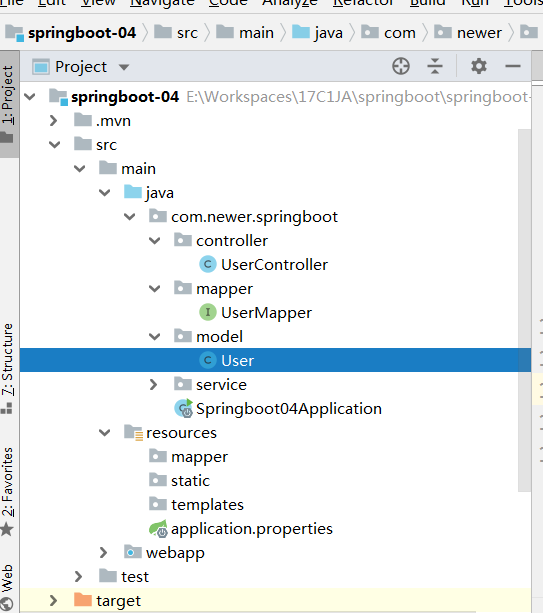 File Edit View Navigate Code Analyze Refactor Build Run Tools
springboot-04 src main java com newer
Project
springboot-04 E:\Workspaces\17C1JA\springboot\springboot-
.mvn
src
main
java
com.newer.springboot
controller
UserController
mapper
UserMapper
model
User
service
Springboot04Application
resources
mapper
static
templates
application.properties
webapp
test
target
1: Project
7: Structure
2: Favorites
Web